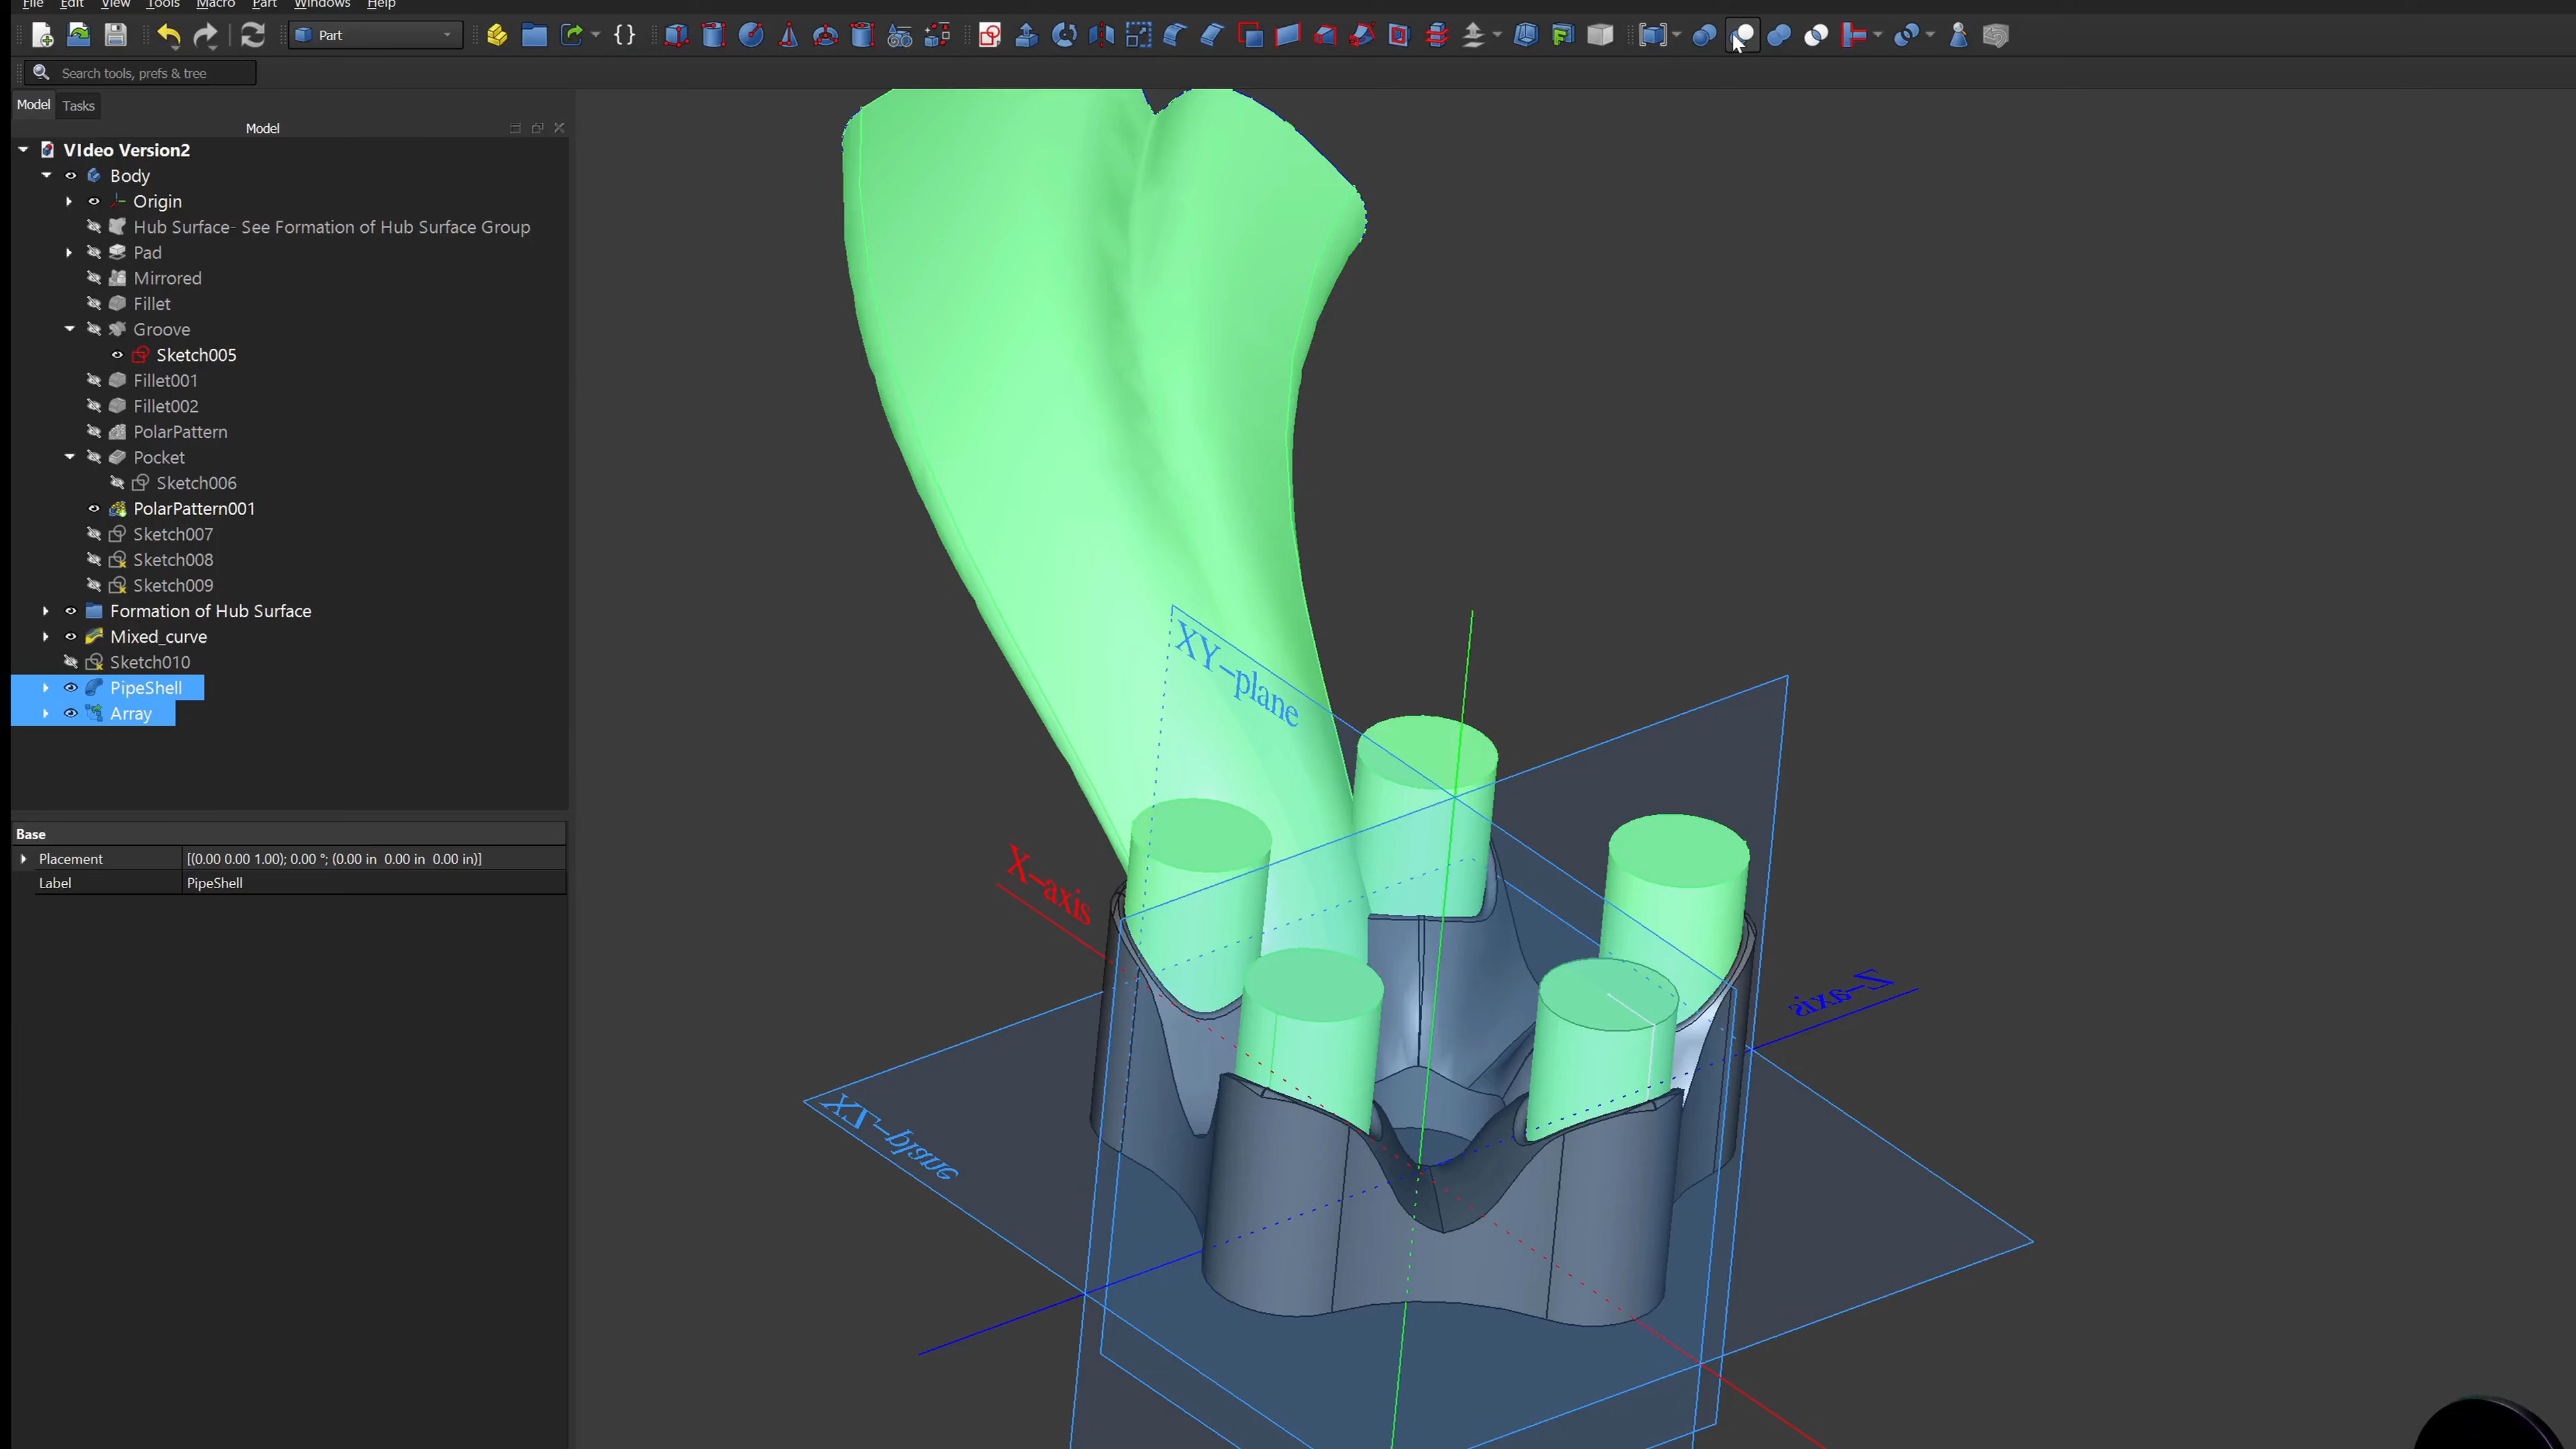 File Edit View Tools Macro Part Windows Help
Part
Search tools, prefs & tree
Model Tasks
Model
VIdeo Version2
Body
Origin
Hub Surface- See Formation of Hub Surface Group
Pad
Mirrored
Fillet
Groove
Sketch005
Fillet001
Fillet002
PolarPattern
Pocket
Sketch006
PolarPattern001
Sketch007
Sketch008
Sketch009
Formation of Hub Surface
Mixed_curve
Sketch010
PipeShell
Array
Base
Placement [(0.00 0.00 1.00); 0.00 °; (0.00 in 0.00 in 0.00 in)]
Label PipeShell
XY-plane
X-axis
Z-axis